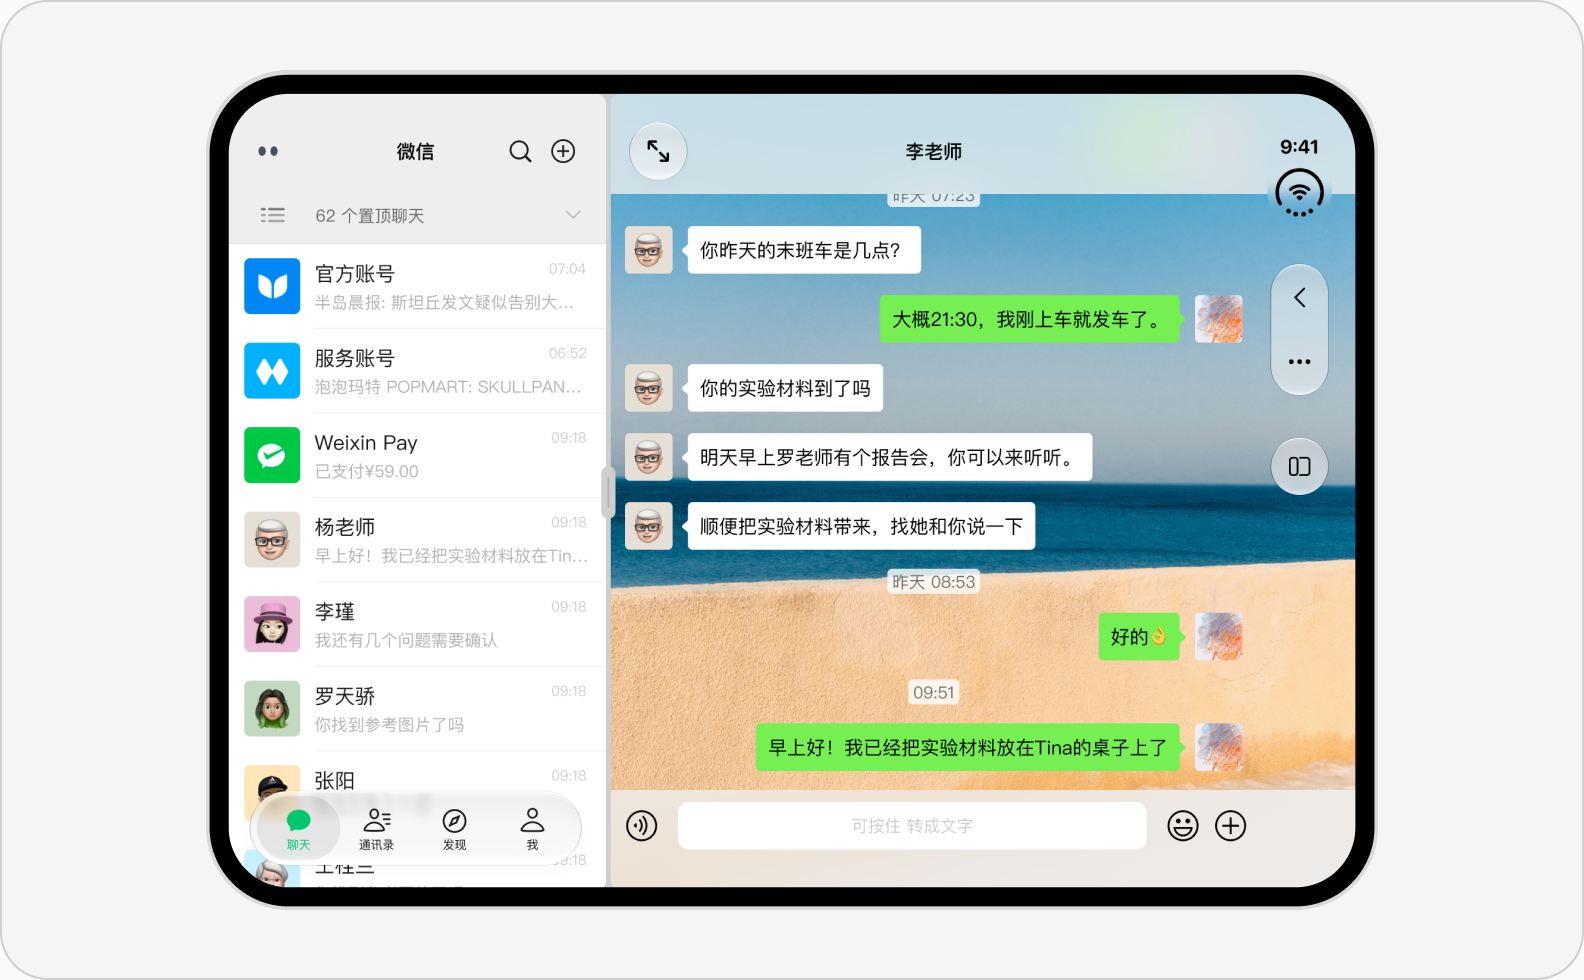 微信
62 个置顶聊天
官方账号
07:04
半岛晨报: 斯坦丘发文疑似告别大…
服务账号
06:52
泡泡玛特 POPMART: SKULLPAN…
Weixin Pay
09:18
已支付¥59.00
杨老师
09:18
早上好！我已经把实验材料放在Tin…
李瑾
09:18
我还有几个问题需要确认
罗天骄
09:18
你找到参考图片了吗
张阳
09:18
09:18
聊天
通讯录
发现
我
李老师
9:41
昨天 07:23
你昨天的末班车是几点？
大概21:30，我刚上车就发车了。
你的实验材料到了吗
明天早上罗老师有个报告会，你可以来听听。
顺便把实验材料带来，找她和你说一下
昨天 08:53
好的👌
09:51
早上好！我已经把实验材料放在Tina的桌子上了
可按住 转成文字